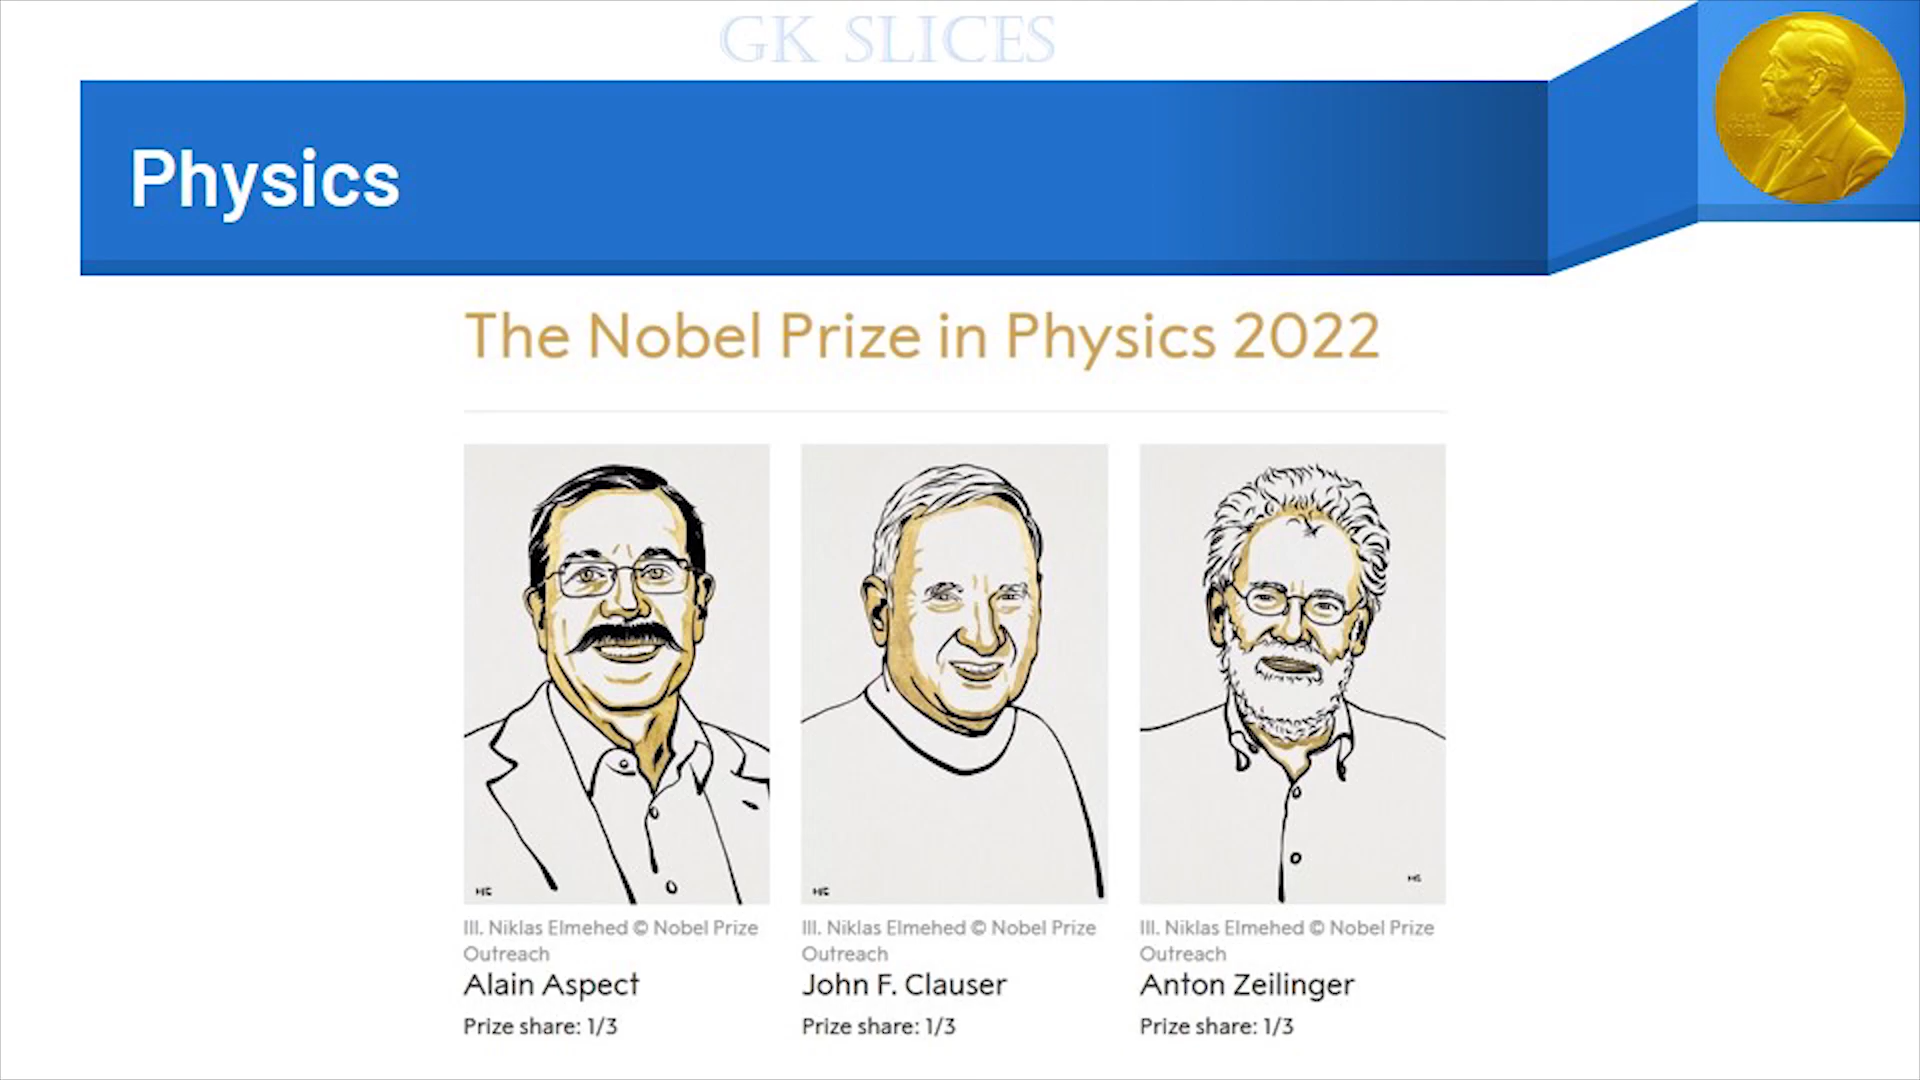 GK SLICES
Physics
The Nobel Prize in Physics 2022
Ill. Niklas Elmehed © Nobel Prize
Outreach
Alain Aspect
Prize share: 1/3
Ill. Niklas Elmehed © Nobel Prize
Outreach
John F. Clauser
Prize share: 1/3
Ill. Niklas Elmehed © Nobel Prize
Outreach
Anton Zeilinger
Prize share: 1/3